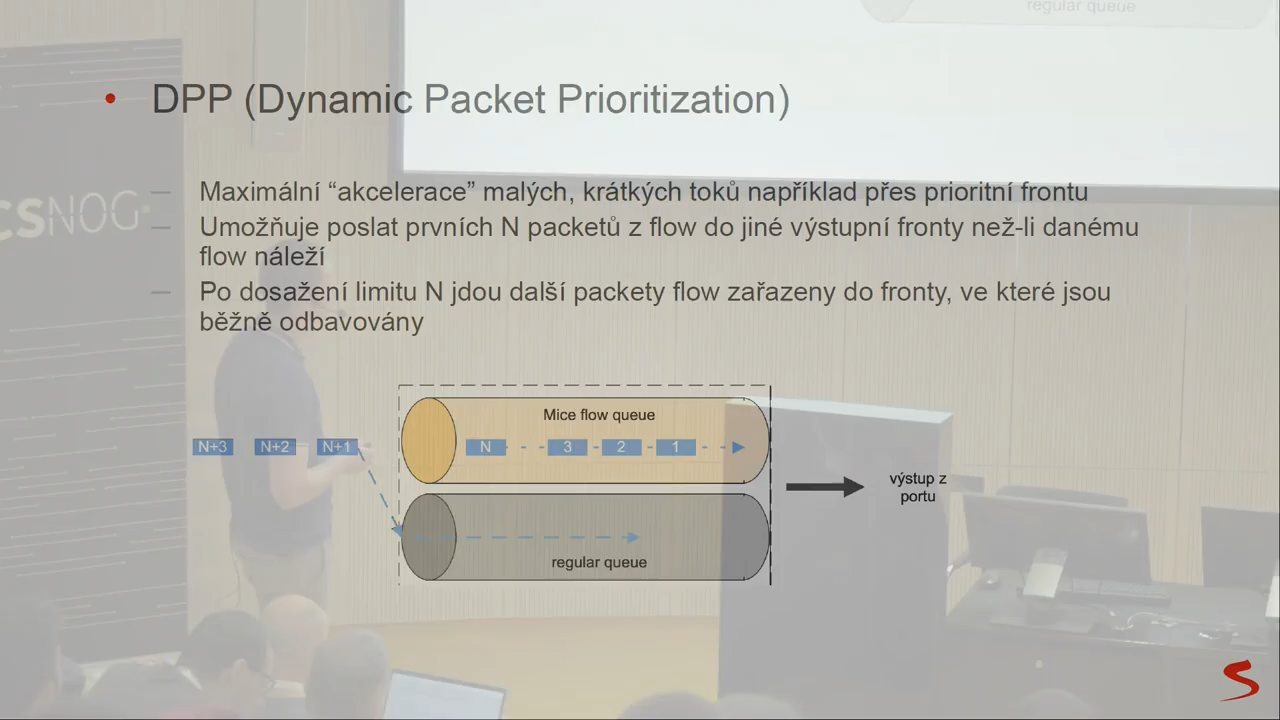 regular queue
• DPP (Dynamic Packet Prioritization)
– Maximální “akcelerace” malých, krátkých toků například přes prioritní frontu
– Umožňuje poslat prvních N packetů z flow do jiné výstupní fronty než-li danému
flow náleží
– Po dosažení limitu N jdou další packety flow zařazeny do fronty, ve které jsou
běžně odbavovány
CSNOG
Mice flow queue
N+3 N+2 N+1 N 3 2 1
výstup z
portu
regular queue